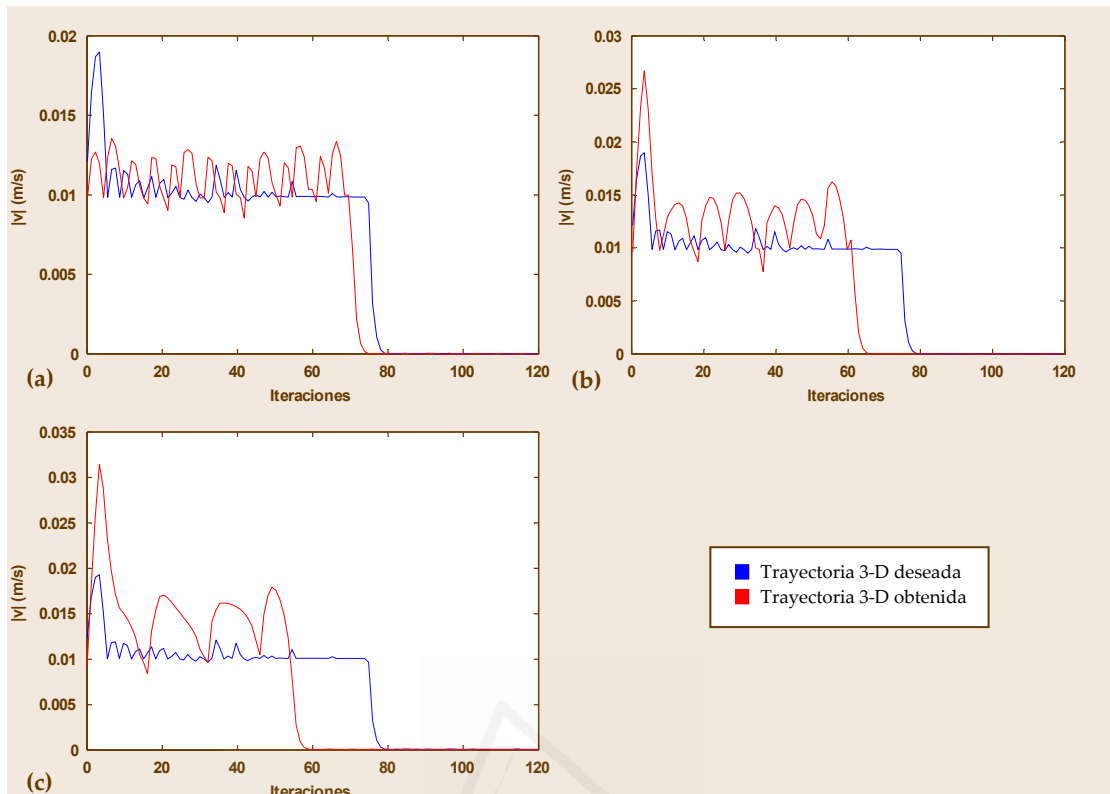 0.02
0.015
0.01
0.005
0
|v| (m/s)
0 20 40 60 80 100 120
Iteraciones
(a)
0.03
0.025
0.02
0.015
0.01
0.005
0
|v| (m/s)
0 20 40 60 80 100 120
Iteraciones
(b)
0.035
0.03
0.025
0.02
0.015
0.01
0.005
0
|v| (m/s)
0 20 40 60 80 100 120
Iteraciones
(c)
Trayectoria 3-D deseada
Trayectoria 3-D obtenida